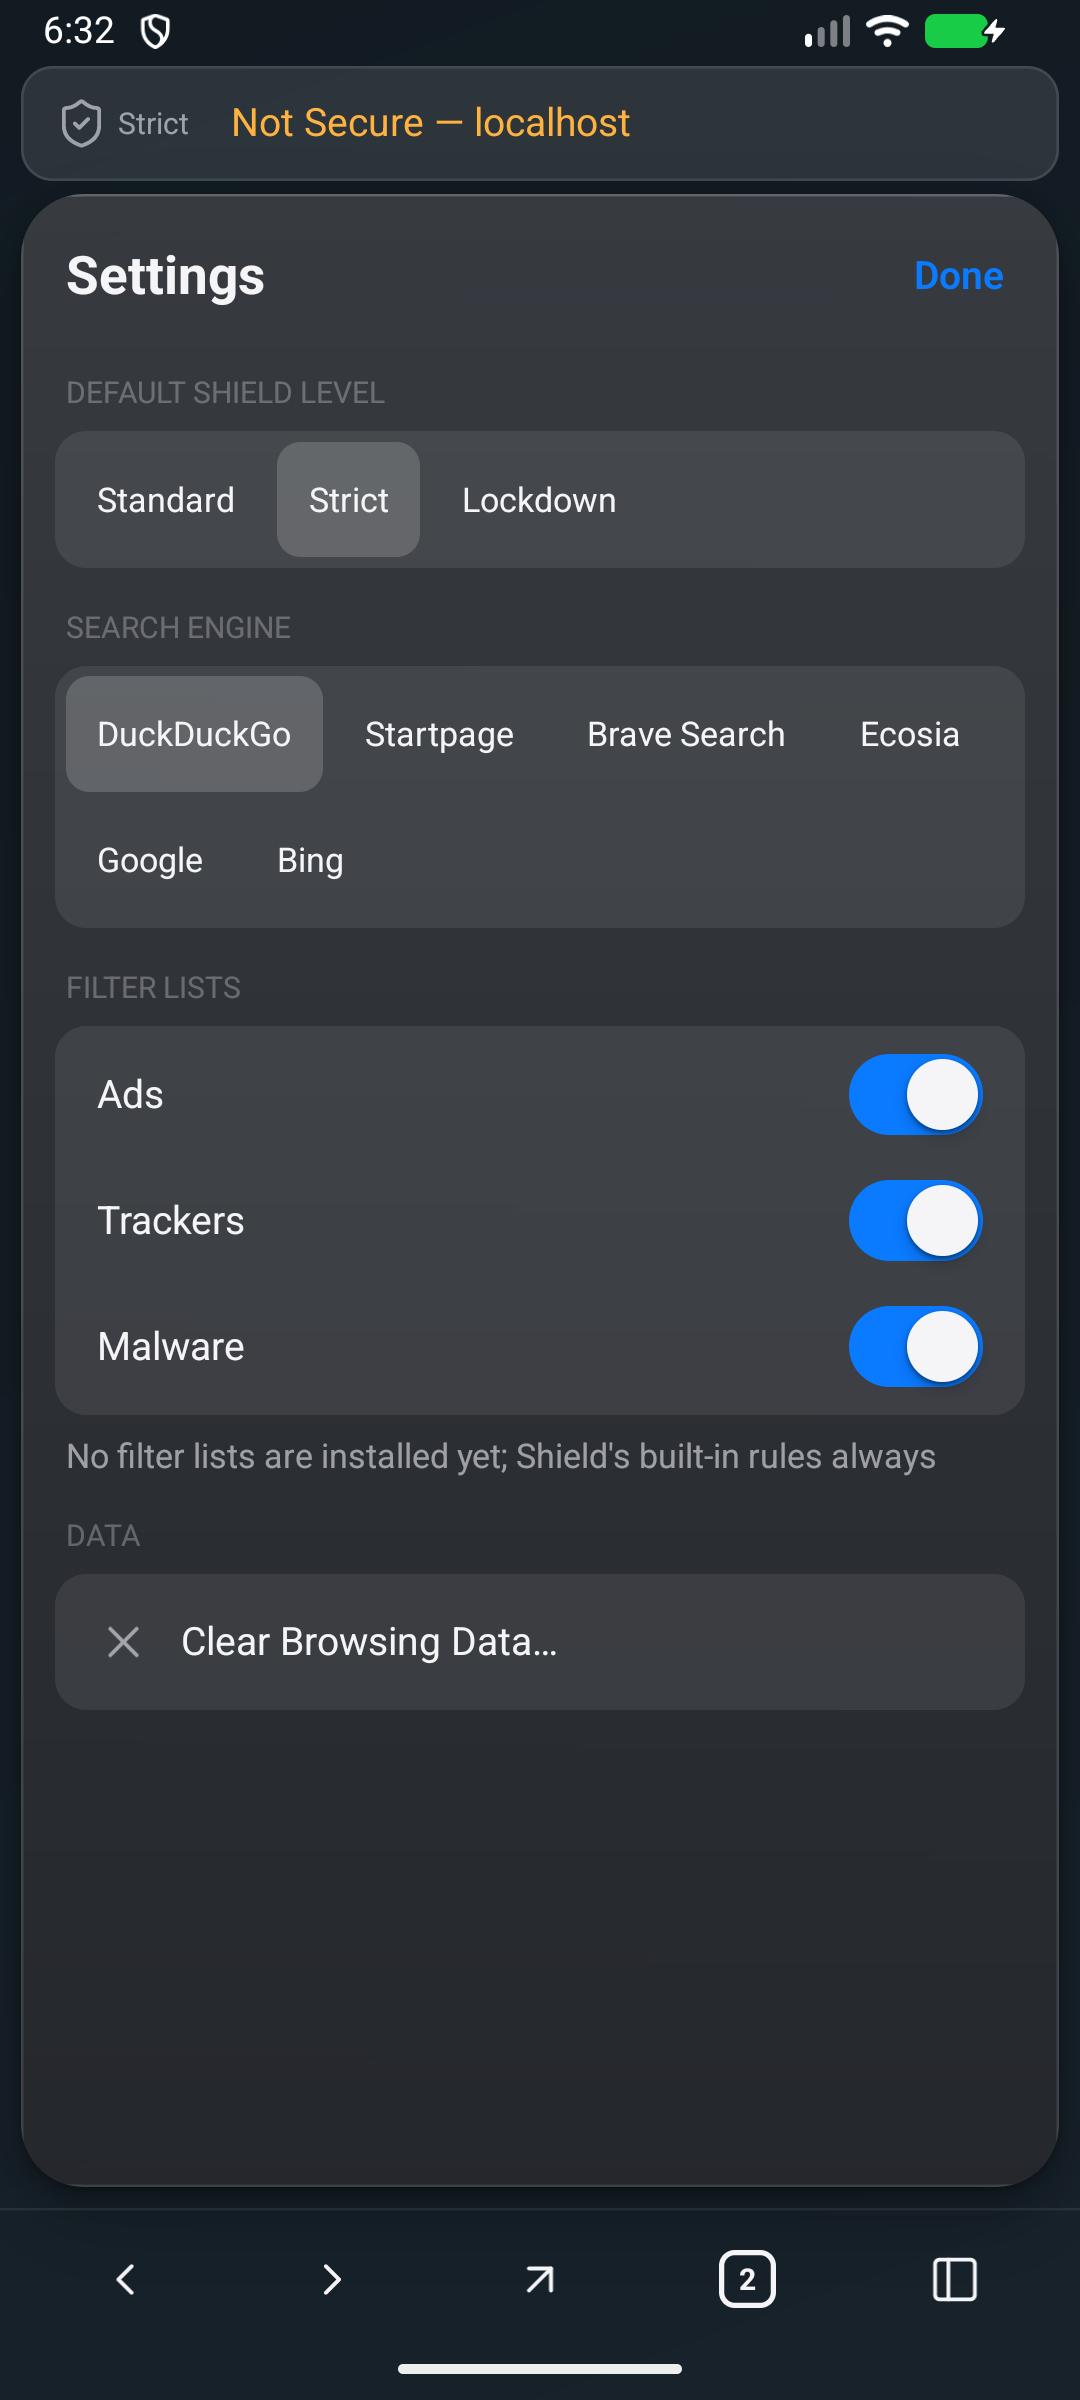 6:32
Strict Not Secure — localhost
Settings Done
DEFAULT SHIELD LEVEL
Standard Strict Lockdown
SEARCH ENGINE
DuckDuckGo Startpage Brave Search Ecosia
Google Bing
FILTER LISTS
Ads
Trackers
Malware
No filter lists are installed yet; Shield's built-in rules always
DATA
Clear Browsing Data…
2